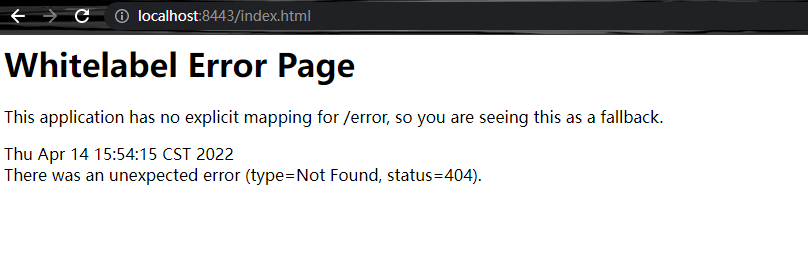 localhost:8443/index.html
Whitelabel Error Page
This application has no explicit mapping for /error, so you are seeing this as a fallback.
Thu Apr 14 15:54:15 CST 2022
There was an unexpected error (type=Not Found, status=404).